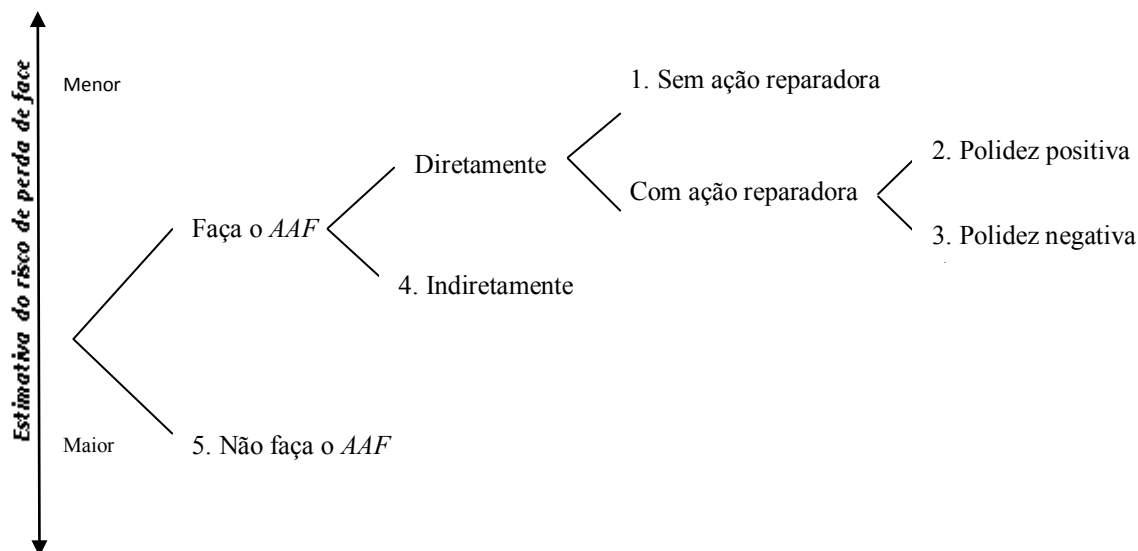 Estimativa do risco de perda de face
Menor
1. Sem ação reparadora
Diretamente
2. Polidez positiva
Com ação reparadora
Faça o AAF
3. Polidez negativa
4. Indiretamente
Maior
5. Não faça o AAF